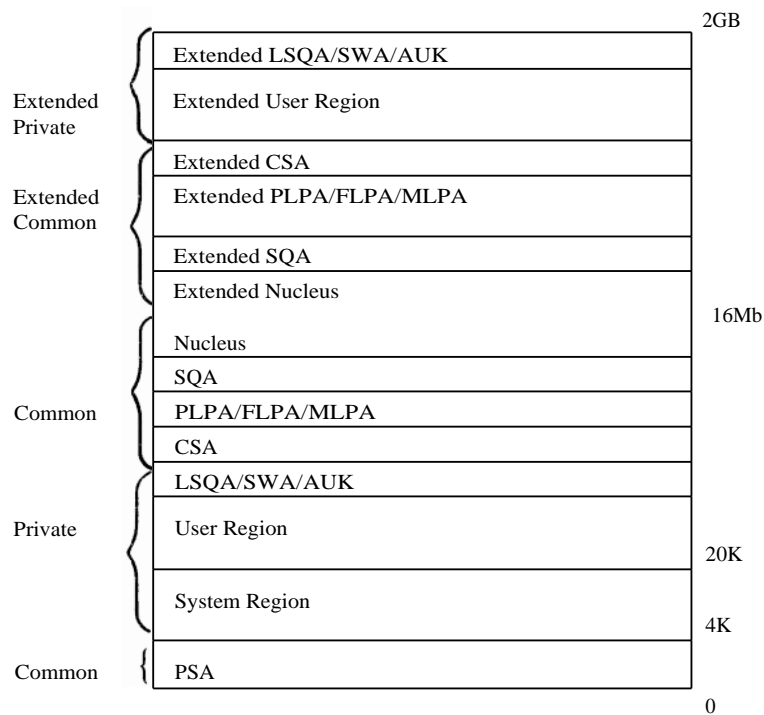 2GB
Extended LSQA/SWA/AUK
Extended
Private
Extended User Region
Extended CSA
Extended
Common
Extended PLPA/FLPA/MLPA
Extended SQA
Extended Nucleus
16Mb
Nucleus
SQA
Common
PLPA/FLPA/MLPA
CSA
LSQA/SWA/AUK
Private
User Region
20K
System Region
4K
Common
PSA
0